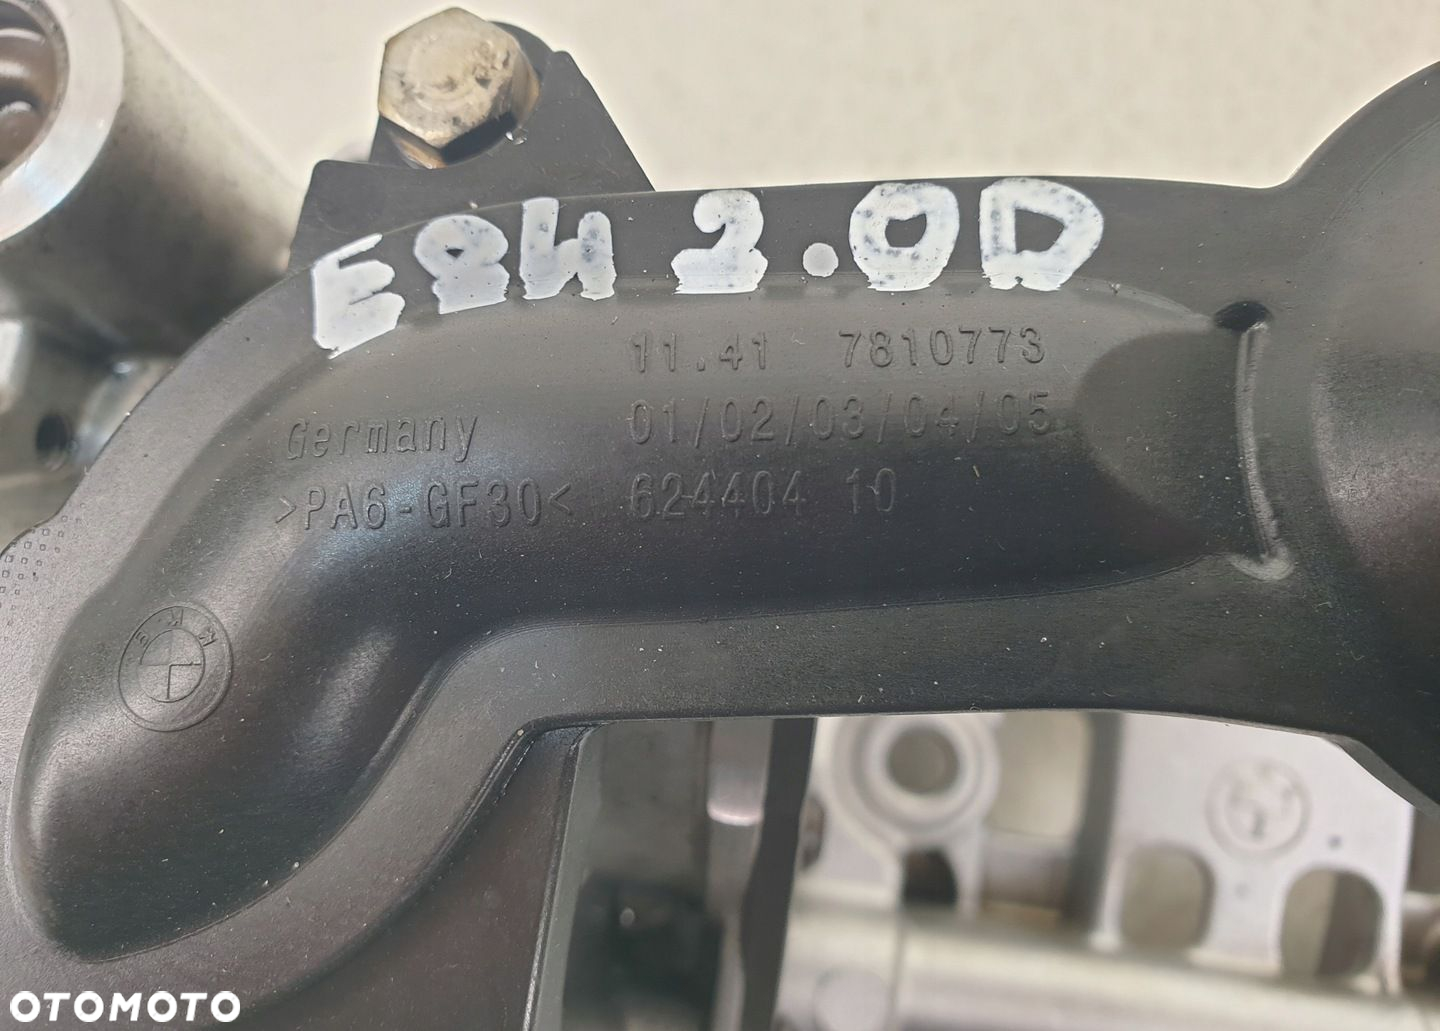 E84 2.0D
11.41 7810773
Germany 01/02/03/04/05
>PA6-GF30< 624404 10
OTOMOTO